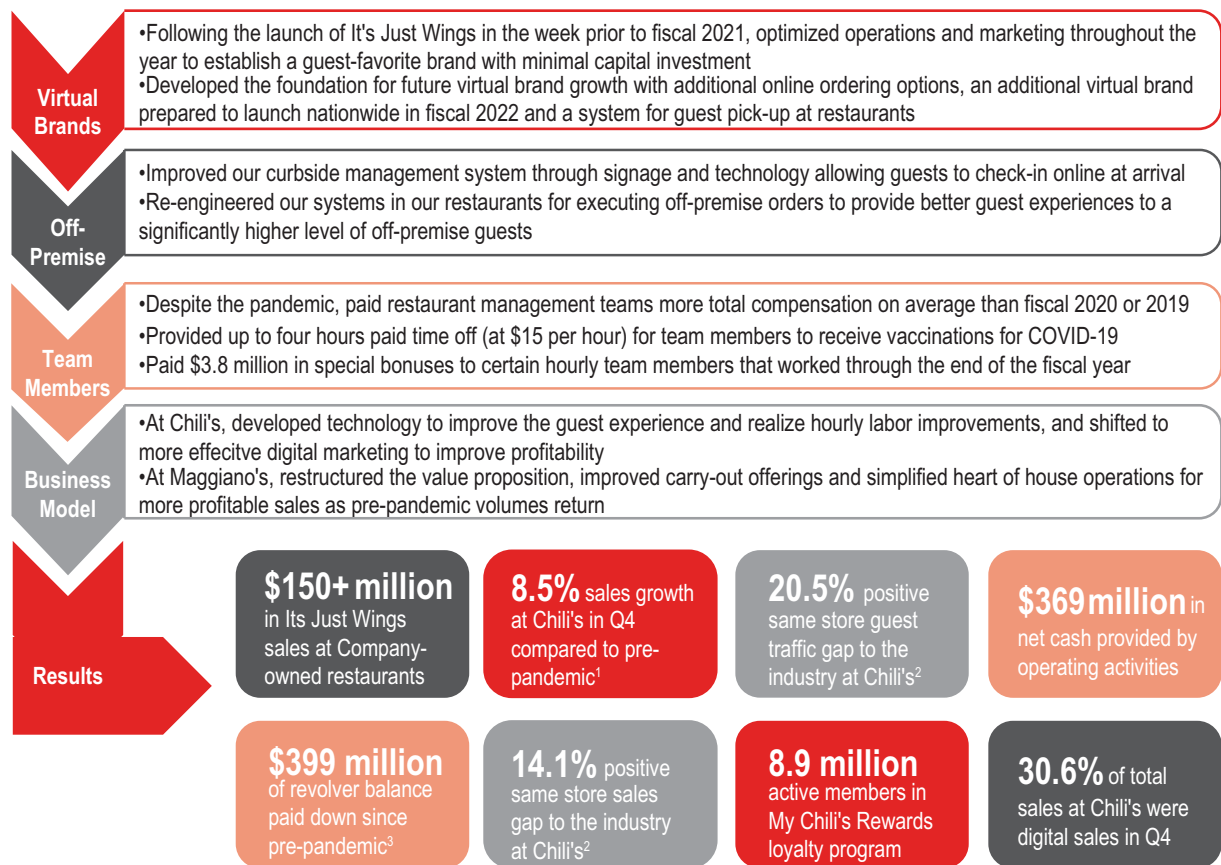 Virtual
Brands
•Following the launch of It's Just Wings in the week prior to fiscal 2021, optimized operations and marketing throughout the
year to establish a guest-favorite brand with minimal capital investment
•Developed the foundation for future virtual brand growth with additional online ordering options, an additional virtual brand
prepared to launch nationwide in fiscal 2022 and a system for guest pick-up at restaurants
Off-
Premise
•Improved our curbside management system through signage and technology allowing guests to check-in online at arrival
•Re-engineered our systems in our restaurants for executing off-premise orders to provide better guest experiences to a
significantly higher level of off-premise guests
Team
Members
•Despite the pandemic, paid restaurant management teams more total compensation on average than fiscal 2020 or 2019
•Provided up to four hours paid time off (at $15 per hour) for team members to receive vaccinations for COVID-19
•Paid $3.8 million in special bonuses to certain hourly team members that worked through the end of the fiscal year
Business
Model
•At Chili's, developed technology to improve the guest experience and realize hourly labor improvements, and shifted to
more effecitve digital marketing to improve profitability
•At Maggiano's, restructured the value proposition, improved carry-out offerings and simplified heart of house operations for
more profitable sales as pre-pandemic volumes return
Results
$150+ million
in Its Just Wings
sales at Company-
owned restaurants
8.5% sales growth
at Chili's in Q4
compared to pre-
pandemic¹
20.5% positive
same store guest
traffic gap to the
industry at Chili's²
$369 million in
net cash provided by
operating activities
$399 million
of revolver balance
paid down since
pre-pandemic³
14.1% positive
same store sales
gap to the industry
at Chili's²
8.9 million
active members in
My Chili's Rewards
loyalty program
30.6% of total
sales at Chili's were
digital sales in Q4